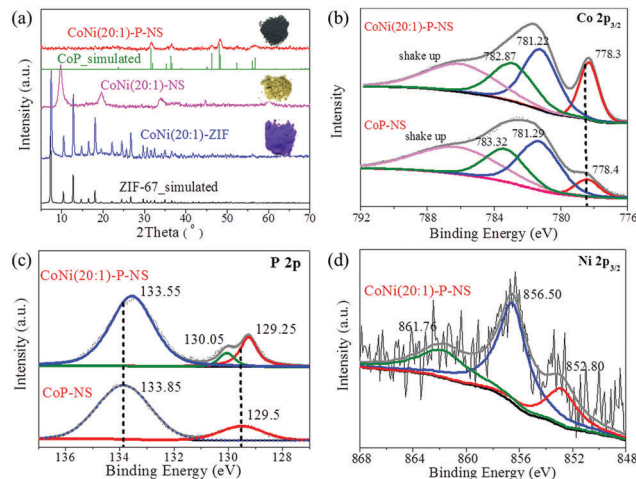 (a)
CoNi(20:1)-P-NS
CoP_simulated
CoNi(20:1)-NS
CoNi(20:1)-ZIF
ZIF-67_simulated
Intensity (a.u.)
10 20 30 40 50 60 70
2Theta (°)
(b) Co 2p3/2
CoNi(20:1)-P-NS
778.3
781.22
782.87
shake up
CoP-NS
shake up
781.29
783.32
778.4
Intensity
792 788 784 780 776
Binding Energy (eV)
(c) P 2p
CoNi(20:1)-P-NS
133.55
130.05
129.25
CoP-NS
133.85
129.5
Intensity (a.u.)
136 134 132 130 128
Binding Energy (eV)
(d) Ni 2p3/2
CoNi(20:1)-P-NS
856.50
861.76
852.80
Intensity (a.u.)
868 864 860 856 852 848
Binding Energy (eV)